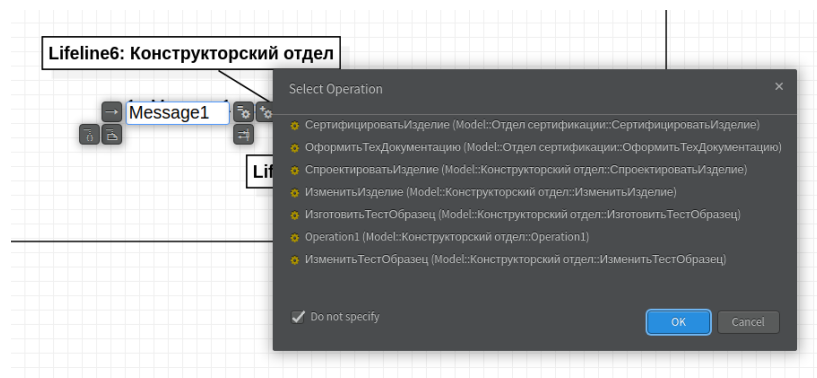 Lifeline6: Конструкторский отдел
Select Operation
Message1
СертифицироватьИзделие (Model::Отдел сертификации::СертифицироватьИзделие)
ОформитьТехДокументацию (Model::Отдел сертификации::ОформитьТехДокументацию)
СпроектироватьИзделие (Model::Конструкторский отдел::СпроектироватьИзделие)
Lif
ИзменитьИзделие (Model::Конструкторский отдел::ИзменитьИзделие)
ИзготовитьТестОбразец (Model::Конструкторский отдел::ИзготовитьТестОбразец)
Operation1 (Model::Конструкторский отдел::Operation1)
ИзменитьТестОбразец (Model::Конструкторский отдел::ИзменитьТестОбразец)
Do not specify
OK
Cancel